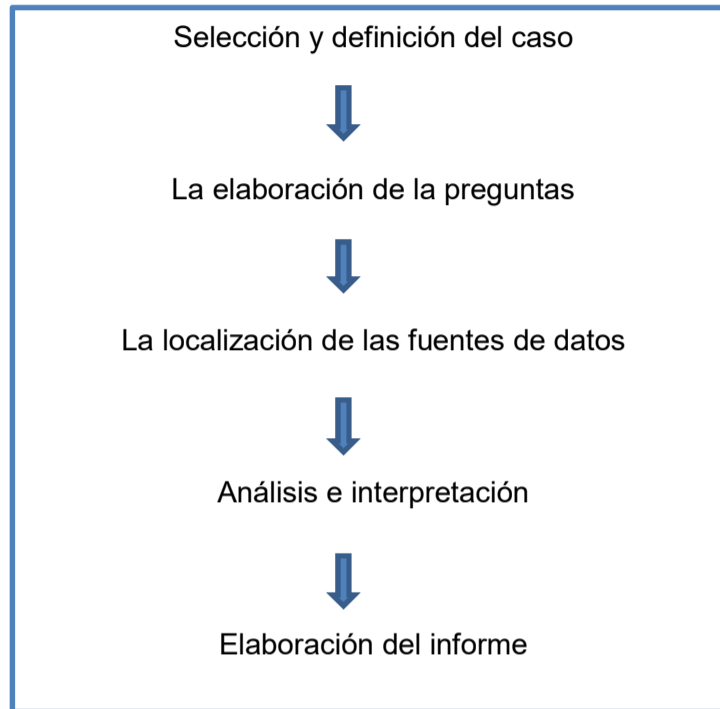 Selección y definición del caso
La elaboración de la preguntas
La localización de las fuentes de datos
Análisis e interpretación
Elaboración del informe